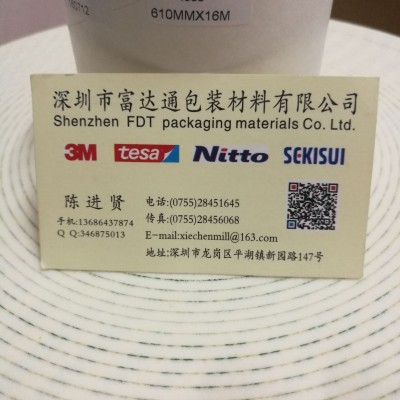 610MMX16M
深圳市富达通包装材料有限公司
Shenzhen FDT packaging materials Co. Ltd.
3M tesa Nitto SEKISUI
陈进贤
手机:13686437874
Q Q:346875013
电话:(0755)28451645
传真:(0755)28456068
E-mail:xiechenmill@163.com
地址:深圳市龙岗区平湖镇新园路147号